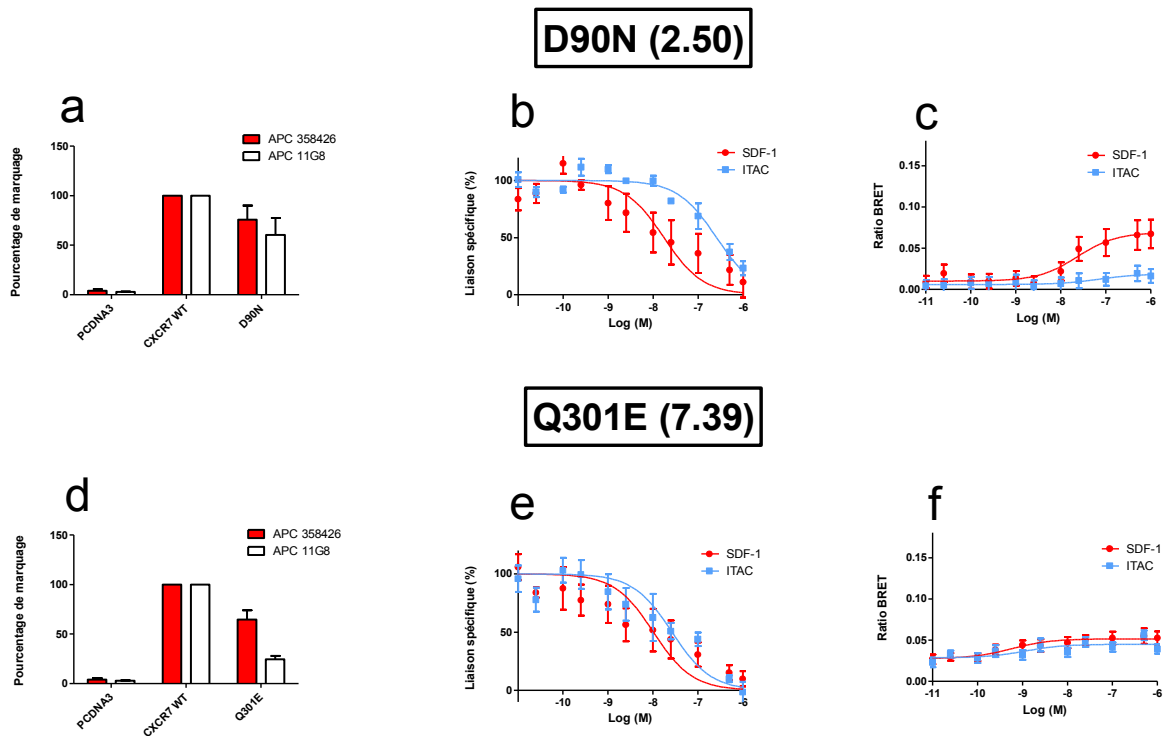 D90N (2.50)
a
Pourcentage de marquage
150
100
50
0
APC 358426
APC 11G8
PCDNA3
CXCR7 WT
D90N
b
Liaison spécifique (%)
100
50
0
SDF-1
ITAC
-10
-9
-8
-7
-6
Log (M)
c
Ratio BRET
0.15
0.10
0.05
0.00
SDF-1
ITAC
-11
-10
-9
-8
-7
-6
Log (M)
Q301E (7.39)
d
Pourcentage de marquage
150
100
50
0
APC 358426
APC 11G8
PCDNA3
CXCR7 WT
Q301E
e
Liaison spécifique (%)
100
50
0
SDF-1
ITAC
-10
-9
-8
-7
-6
Log (M)
f
Ratio BRET
0.15
0.10
0.05
0.00
SDF-1
ITAC
-11
-10
-9
-8
-7
-6
Log (M)